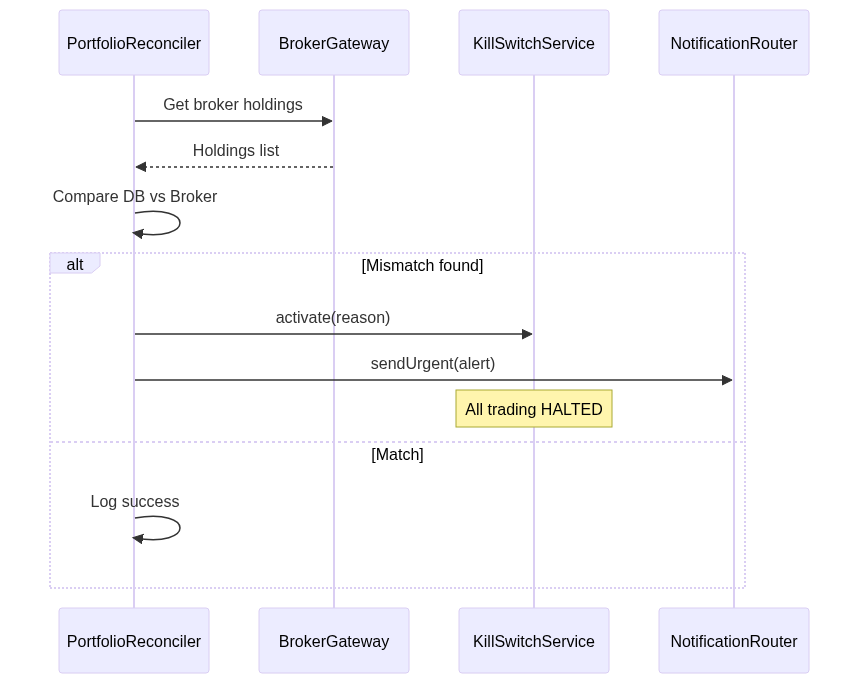 PortfolioReconciler
BrokerGateway
KillSwitchService
NotificationRouter
Get broker holdings
Holdings list
Compare DB vs Broker
alt
[Mismatch found]
activate(reason)
sendUrgent(alert)
All trading HALTED
[Match]
Log success
PortfolioReconciler
BrokerGateway
KillSwitchService
NotificationRouter